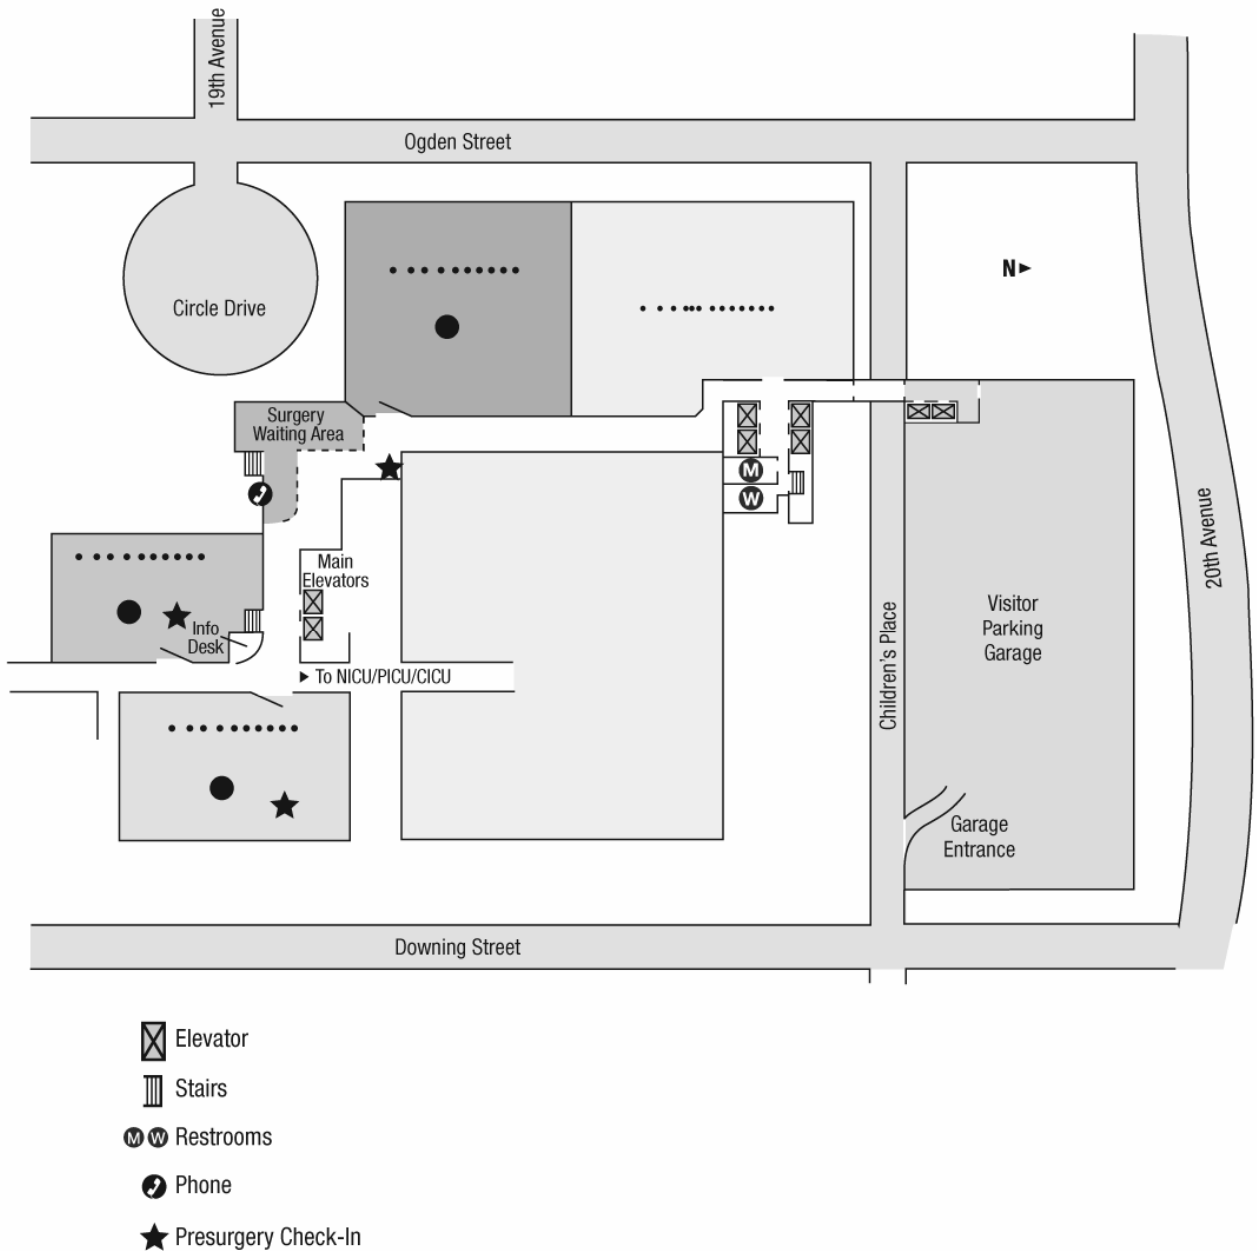 19th Avenue
Ogden Street
N
Circle Drive
Surgery
Waiting Area
M
W
Main
Elevators
20th Avenue
Visitor
Parking
Garage
Children's Place
Info
Desk
To NICU/PICU/CICU
Garage
Entrance
Downing Street
Elevator
Stairs
M W Restrooms
Phone
Presurgery Check-In